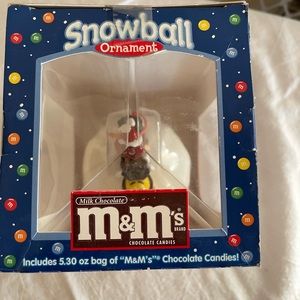 Snowball
Ornament
Milk Chocolate
m&m's
BRAND
CHOCOLATE CANDIES
Includes 5.30 oz bag of "M&M's"® Chocolate Candies!